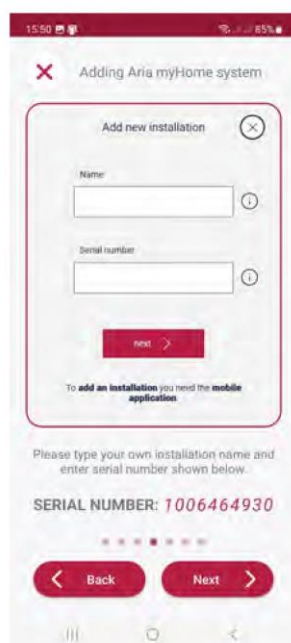 15:50 85%
Adding Aria myHome system
Add new installation
Name
Serial number
next
To add an installation you need the mobile
application
Please type your own installation name and
enter serial number shown below.
SERIAL NUMBER: 1006464930
Back Next